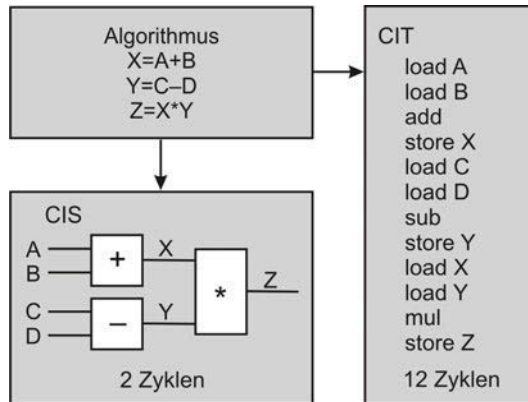 Algorithmus
X=A+B
Y=C–D
Z=X*Y
CIS
A
B
+
X
C
D
–
Y
*
Z
2 Zyklen
CIT
load A
load B
add
store X
load C
load D
sub
store Y
load X
load Y
mul
store Z
12 Zyklen